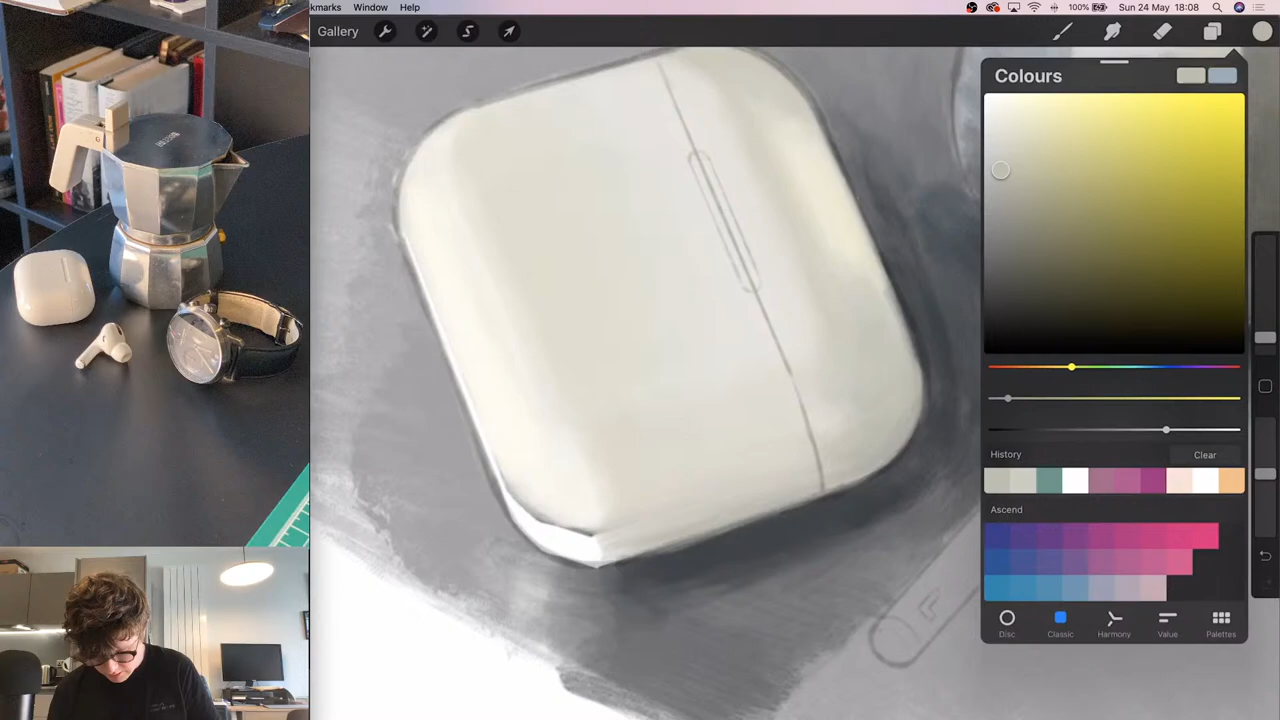 kmarks Window Help
100% Sun 24 May 18:08
Gallery
Colours
History
Clear
Ascend
Disc
Classic
Harmony
Value
Palettes